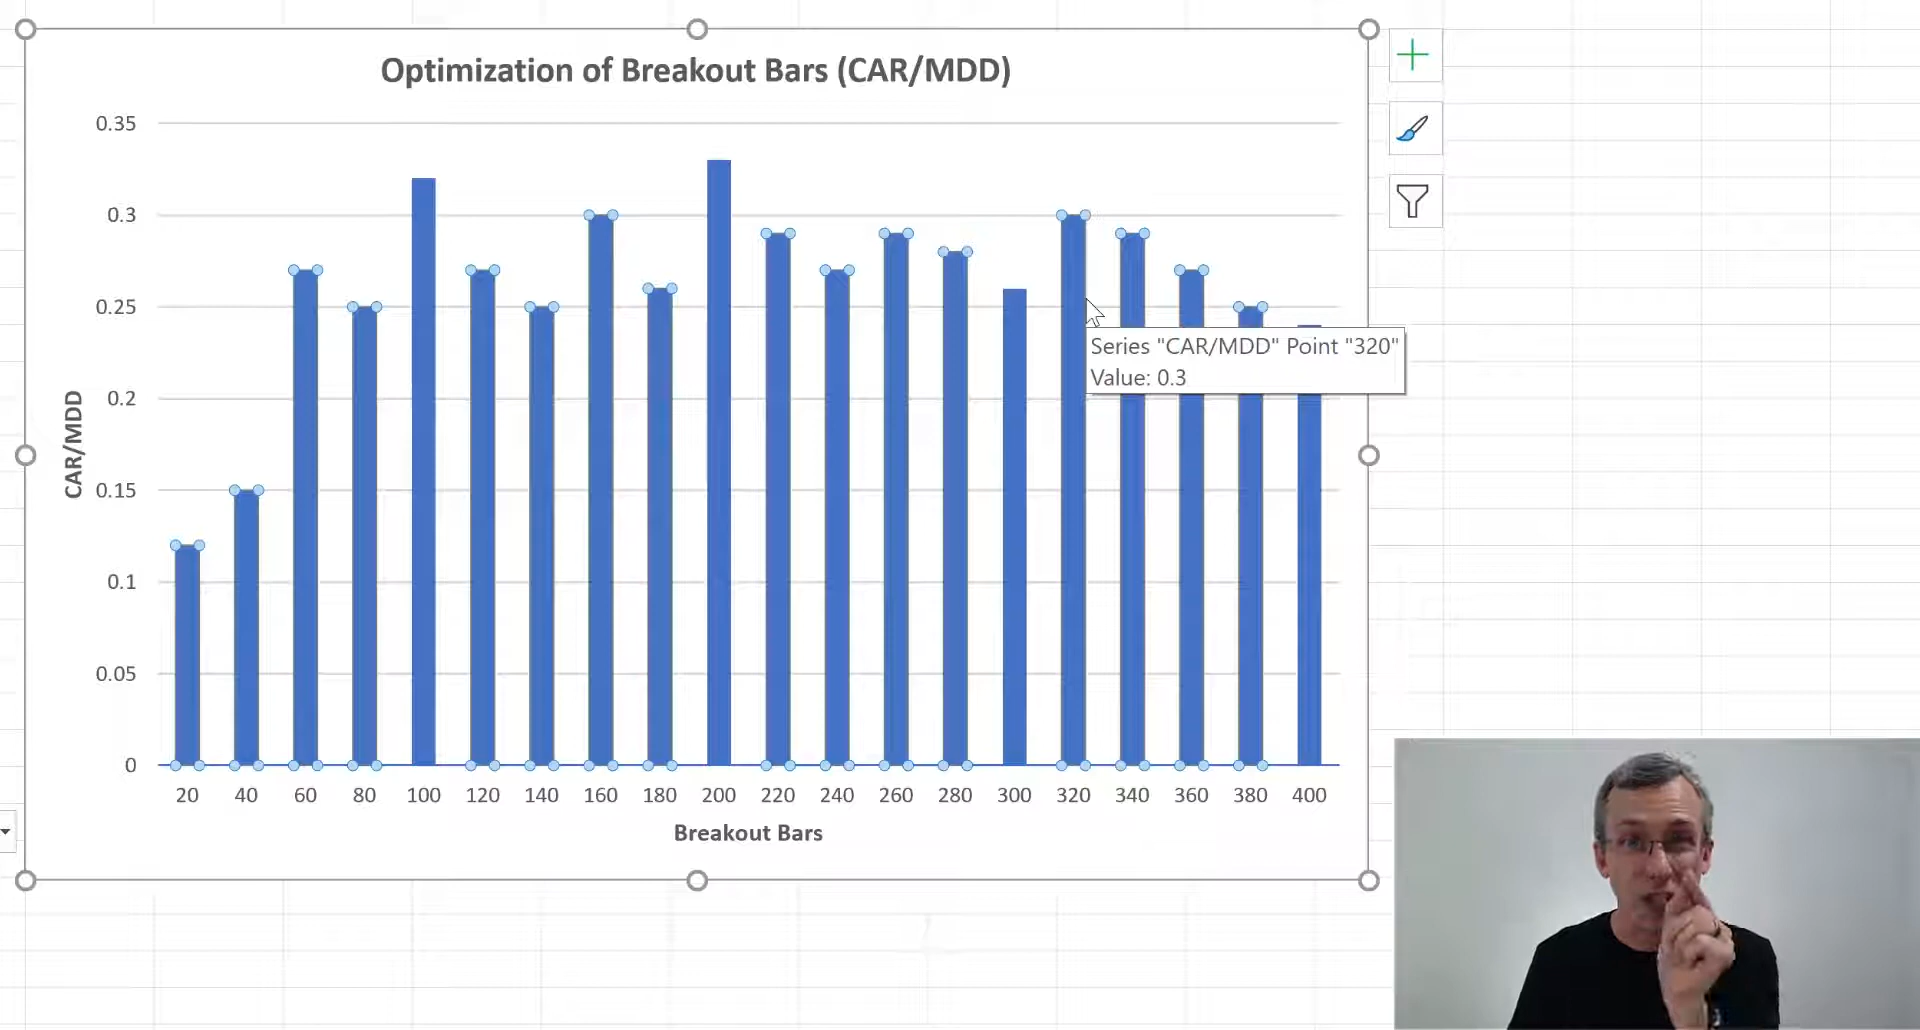 Optimization of Breakout Bars (CAR/MDD)
0.35
0.3
0.25
0.2
0.15
0.1
0.05
0
CAR/MDD
Series "CAR/MDD" Point "320"
Value: 0.3
20 40 60 80 100 120 140 160 180 200 220 240 260 280 300 320 340 360 380 400
Breakout Bars